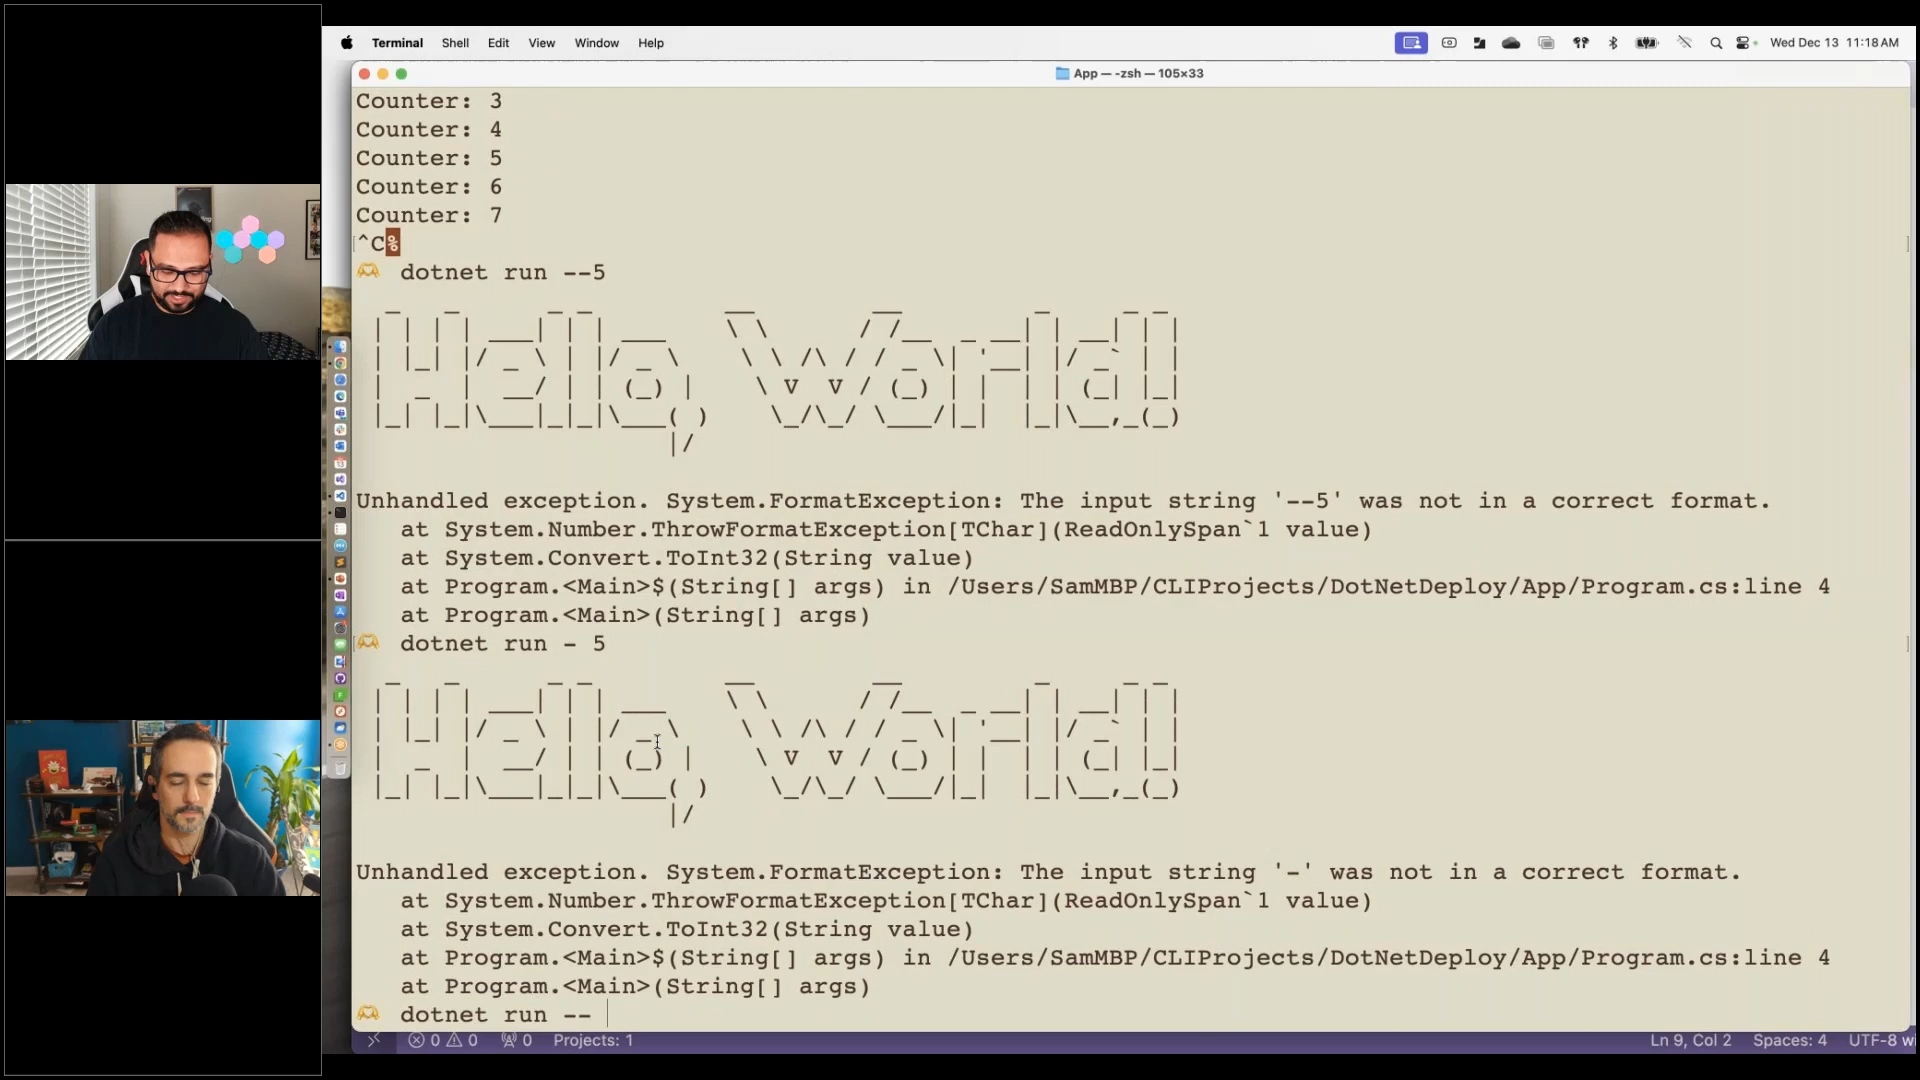 Terminal Shell Edit View Window Help Wed Dec 13 11:18 AM
App — -zsh — 105×33
Counter: 3
Counter: 4
Counter: 5
Counter: 6
Counter: 7
^C%
dotnet run --5
Hello, World!
Unhandled exception. System.FormatException: The input string '--5' was not in a correct format.
at System.Number.ThrowFormatException[TChar](ReadOnlySpan`1 value)
at System.Convert.ToInt32(String value)
at Program.<Main>$(String[] args) in /Users/SamMBP/CLIProjects/DotNetDeploy/App/Program.cs:line 4
at Program.<Main>(String[] args)
dotnet run - 5
Hello, World!
Unhandled exception. System.FormatException: The input string '-' was not in a correct format.
at System.Number.ThrowFormatException[TChar](ReadOnlySpan`1 value)
at System.Convert.ToInt32(String value)
at Program.<Main>$(String[] args) in /Users/SamMBP/CLIProjects/DotNetDeploy/App/Program.cs:line 4
at Program.<Main>(String[] args)
dotnet run --
0 0 0 Projects: 1 Ln 9, Col 2 Spaces: 4 UTF-8 wi